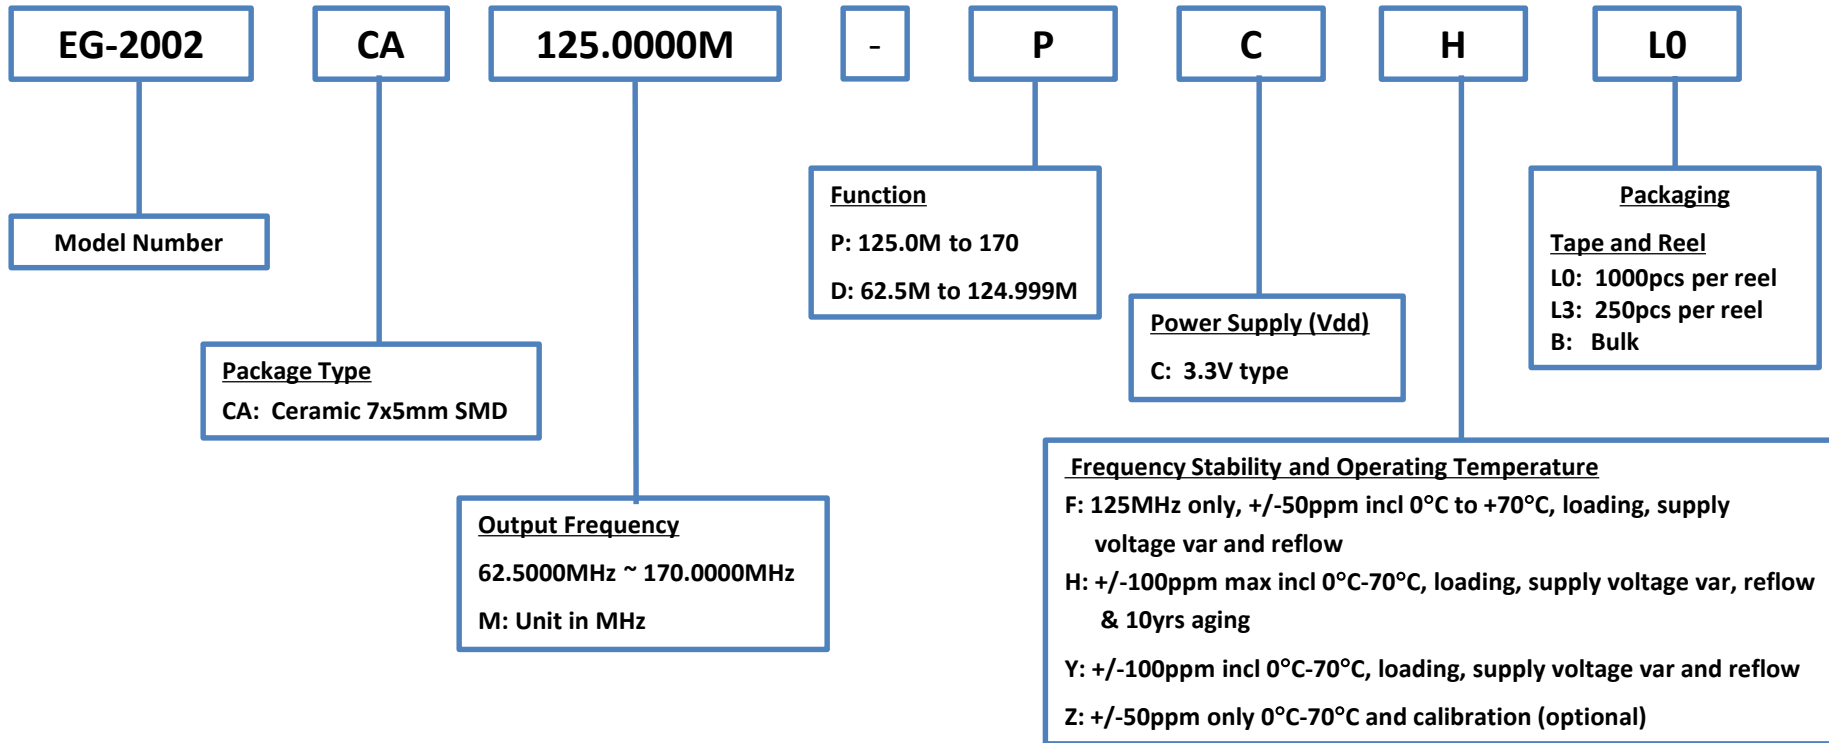 EG-2002
CA
125.0000M
-
P
C
H
L0
Model Number
Package Type
CA: Ceramic 7x5mm SMD
Output Frequency
62.5000MHz ~ 170.0000MHz
M: Unit in MHz
Function
P: 125.0M to 170
D: 62.5M to 124.999M
Power Supply (Vdd)
C: 3.3V type
Frequency Stability and Operating Temperature
F: 125MHz only, +/-50ppm incl 0°C to +70°C, loading, supply
voltage var and reflow
H: +/-100ppm max incl 0°C-70°C, loading, supply voltage var, reflow
& 10yrs aging
Y: +/-100ppm incl 0°C-70°C, loading, supply voltage var and reflow
Z: +/-50ppm only 0°C-70°C and calibration (optional)
Packaging
Tape and Reel
L0: 1000pcs per reel
L3: 250pcs per reel
B: Bulk